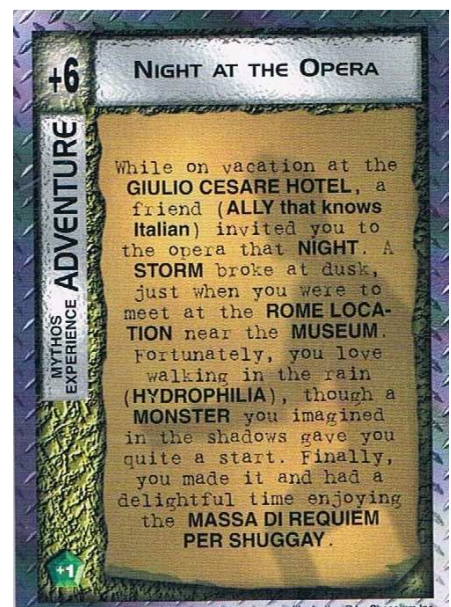 +6
NIGHT AT THE OPERA
MYTHOS
EXPERIENCE
ADVENTURE
While on vacation at the
GIULIO CESARE HOTEL, a
friend (ALLY that knows
Italian) invited you to
the opera that NIGHT. A
STORM broke at dusk,
just when you were to
meet at the ROME LOCA-
TION near the MUSEUM.
Fortunately, you love
walking in the rain
(HYDROPHILIA), though a
MONSTER you imagined
in the shadows gave you
quite a start. Finally,
you made it and had a
delightful time enjoying
the MASSA DI REQUIEM
PER SHUGGAY.
+1